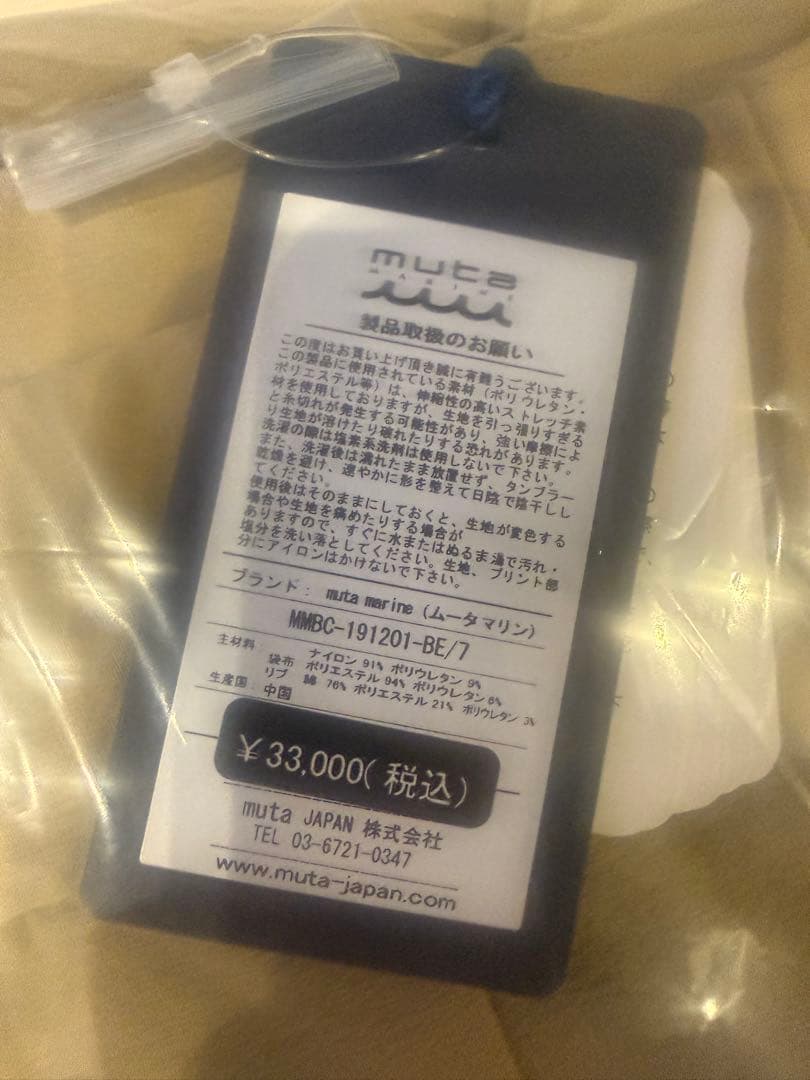 muta
MARINE
製品取扱のお願い
この度はお買い上げ頂き誠に有難うございます。
この製品に使用されている素材（ポリウレタン・
ポリエステル等）は、伸縮性の高いストレッチ素
材を使用しておりますが、生地を引っ張りすぎる
と糸切れが発生する可能性があり、強い摩擦によ
り生地が溶けたり破れたりする恐れがあります。
洗濯の際は塩素系洗剤は使用しないで下さい。
また、洗濯後は濡れたまま放置せず、タンブラー
乾燥を避け、速やかに形を整えて日陰で陰干しし
てください。
使用後はそのままにしておくと、生地が変色する
場合や生地を痛めたりする場合が
ありますので、すぐに水またはぬるま湯で汚れ・
塩分を洗い落としてください。生地、プリント部
分にアイロンはかけないで下さい。
ブランド： muta marine (ムータマリン)
MMBC-191201-BE/7
主材料： ナイロン 91% ポリウレタン 9%
袋布 ポリエステル 94% ポリウレタン 6%
リブ 綿 76% ポリエステル 21% ポリウレタン 3%
生産国： 中国
￥33,000(税込)
muta JAPAN 株式会社
TEL 03-6721-0347
www.muta-japan.com